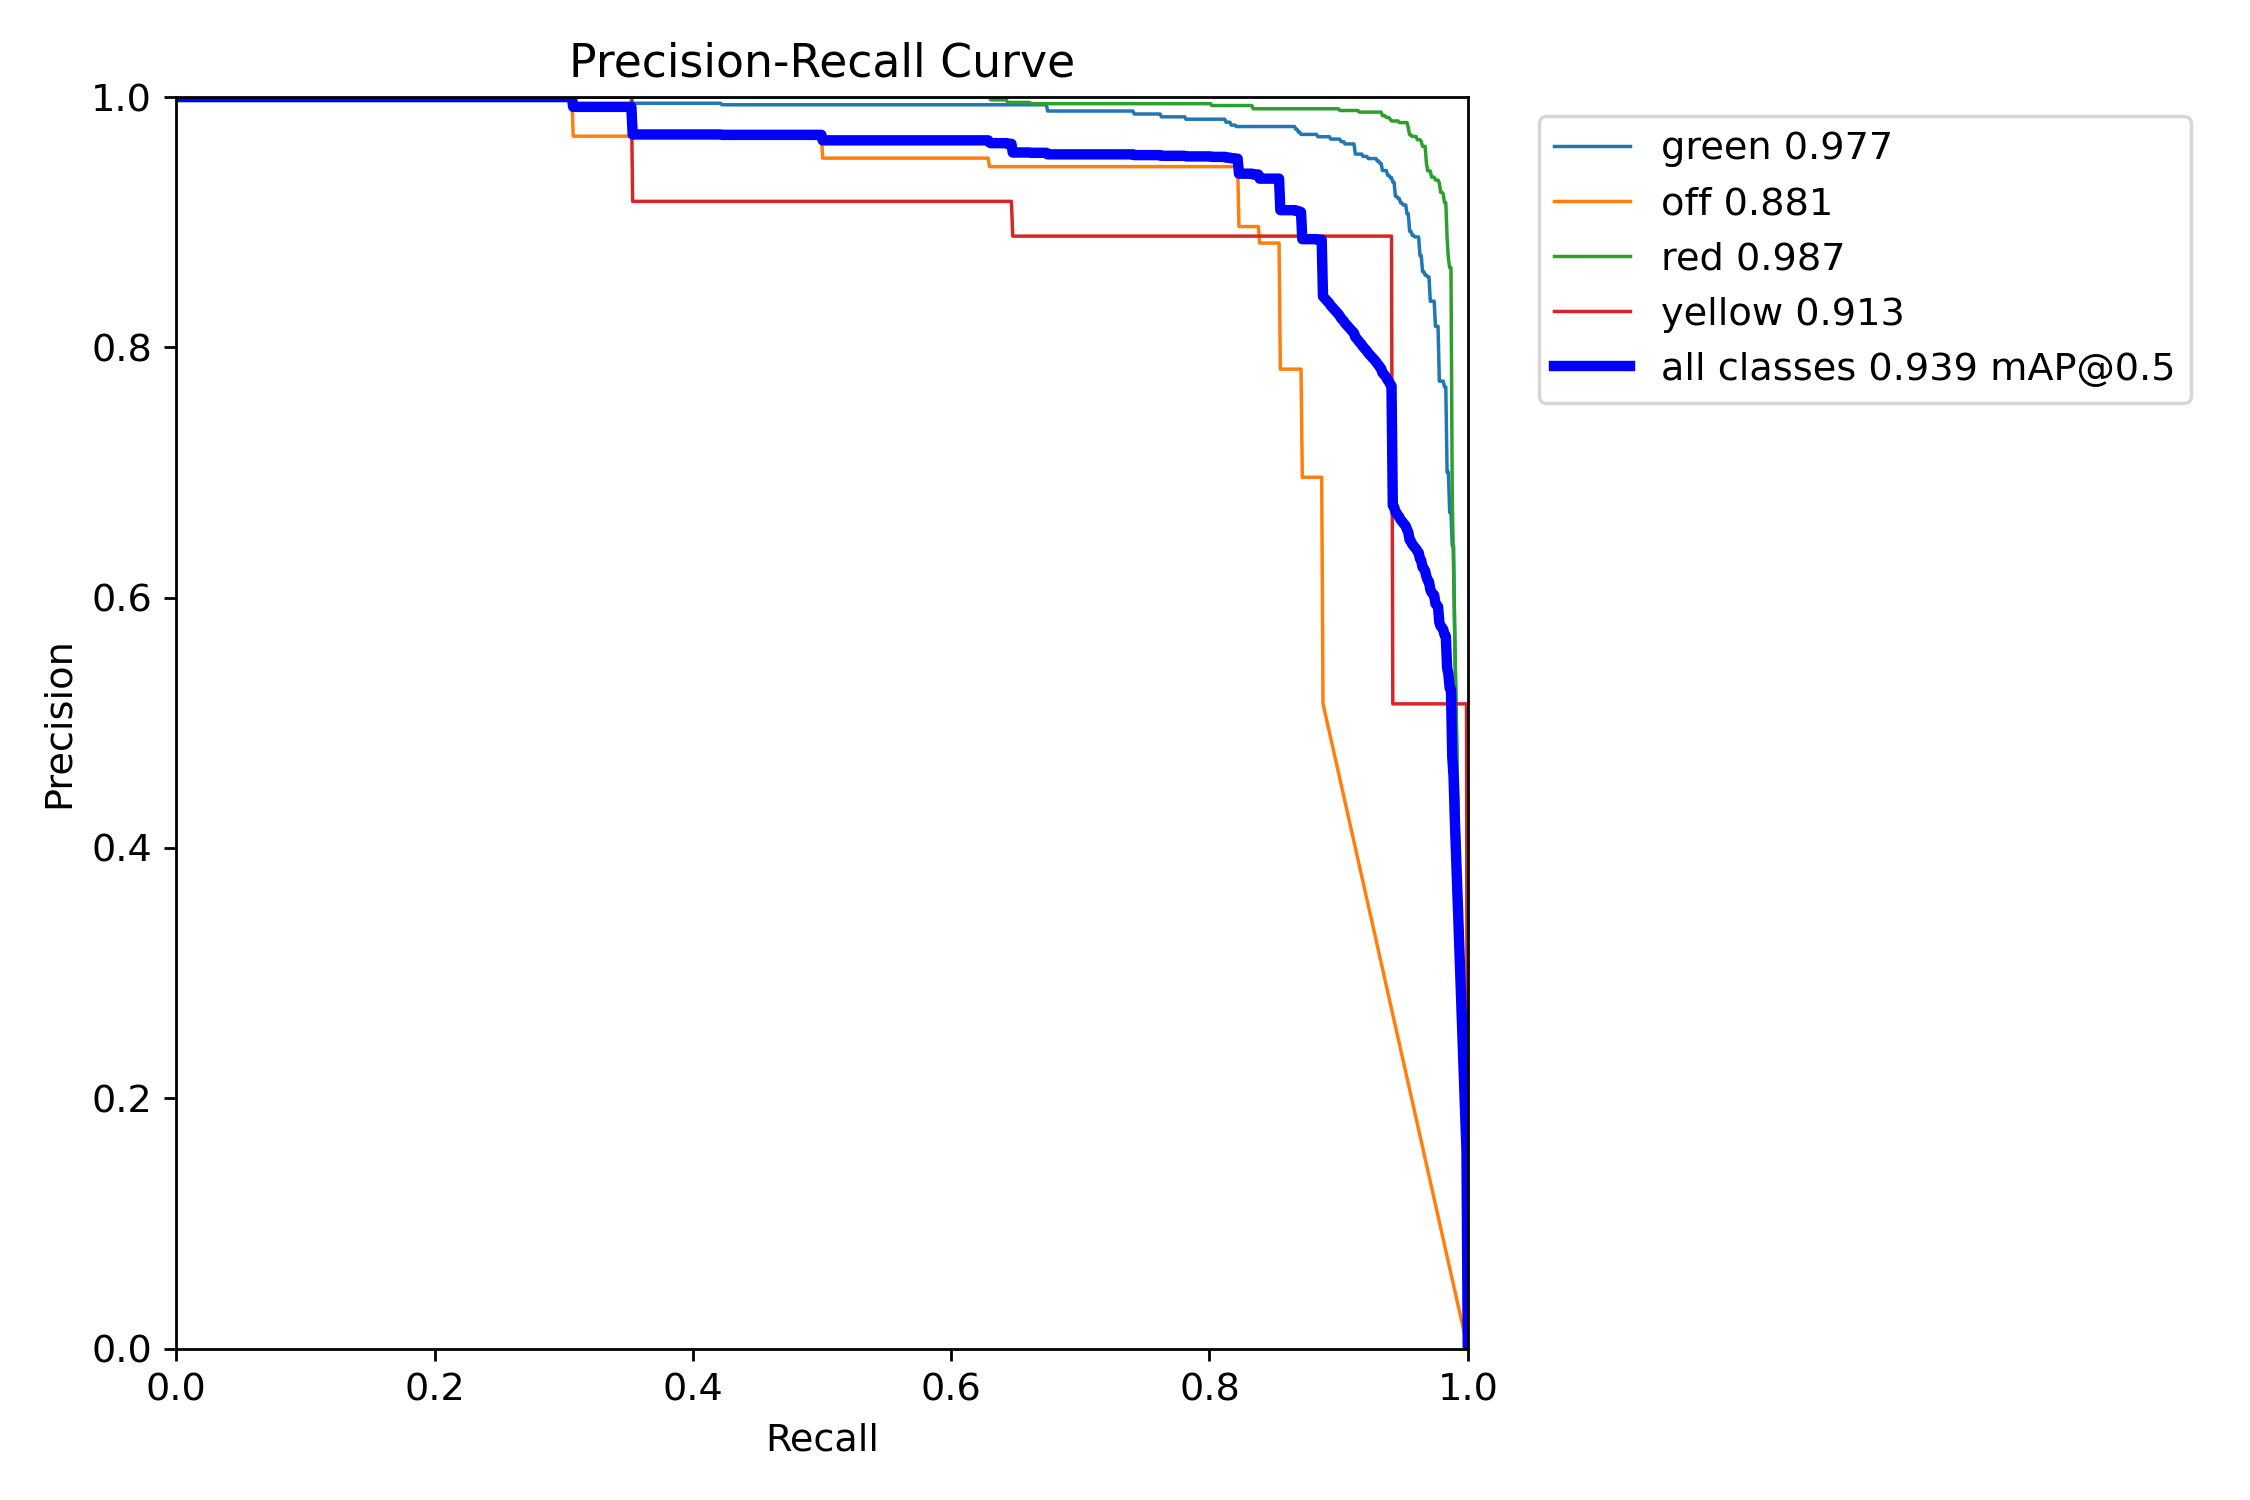 Precision-Recall Curve
1.0
0.8
0.6
0.4
0.2
0.0
Precision
0.0 0.2 0.4 0.6 0.8 1.0
Recall
green 0.977
off 0.881
red 0.987
yellow 0.913
all classes 0.939 mAP@0.5